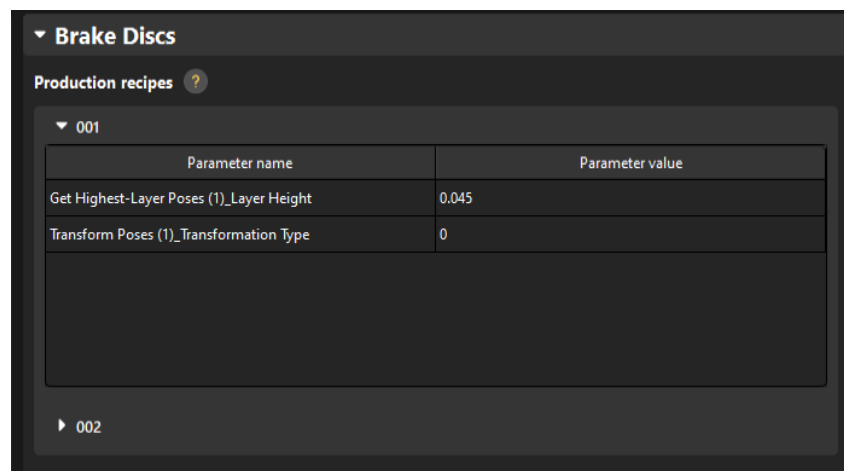 Brake Discs
Production recipes ?
001
Parameter name Parameter value
Get Highest-Layer Poses (1)_Layer Height 0.045
Transform Poses (1)_Transformation Type 0
002